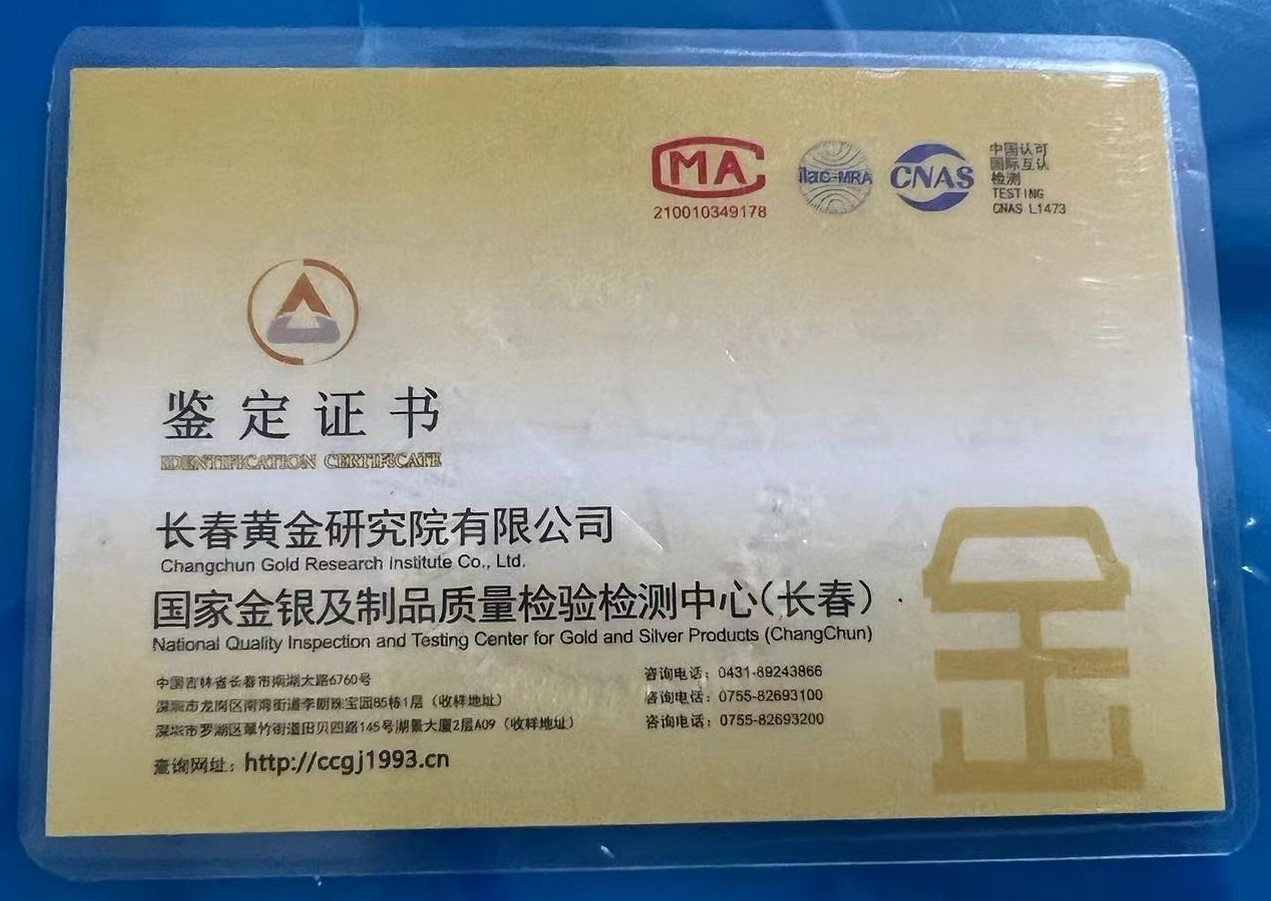 MA
210010349178
ilac-MRA
CNAS
中国认可
国际互认
检测
TESTING
CNAS L1473
鉴定证书
IDENTIFICATION CERTIFICATE
长春黄金研究院有限公司
Changchun Gold Research Institute Co., Ltd.
国家金银及制品质量检验检测中心（长春）
National Quality Inspection and Testing Center for Gold and Silver Products (ChangChun)
中国吉林省长春市南湖大路6760号
深圳市龙岗区南湾街道李朗珠宝园85栋1层（收样地址）
深圳市罗湖区翠竹街道田贝四路145号湖景大厦2层A09（收样地址）
咨询电话：0431-89243866
咨询电话：0755-82693100
咨询电话：0755-82693200
查询网址：http://ccgj1993.cn
金